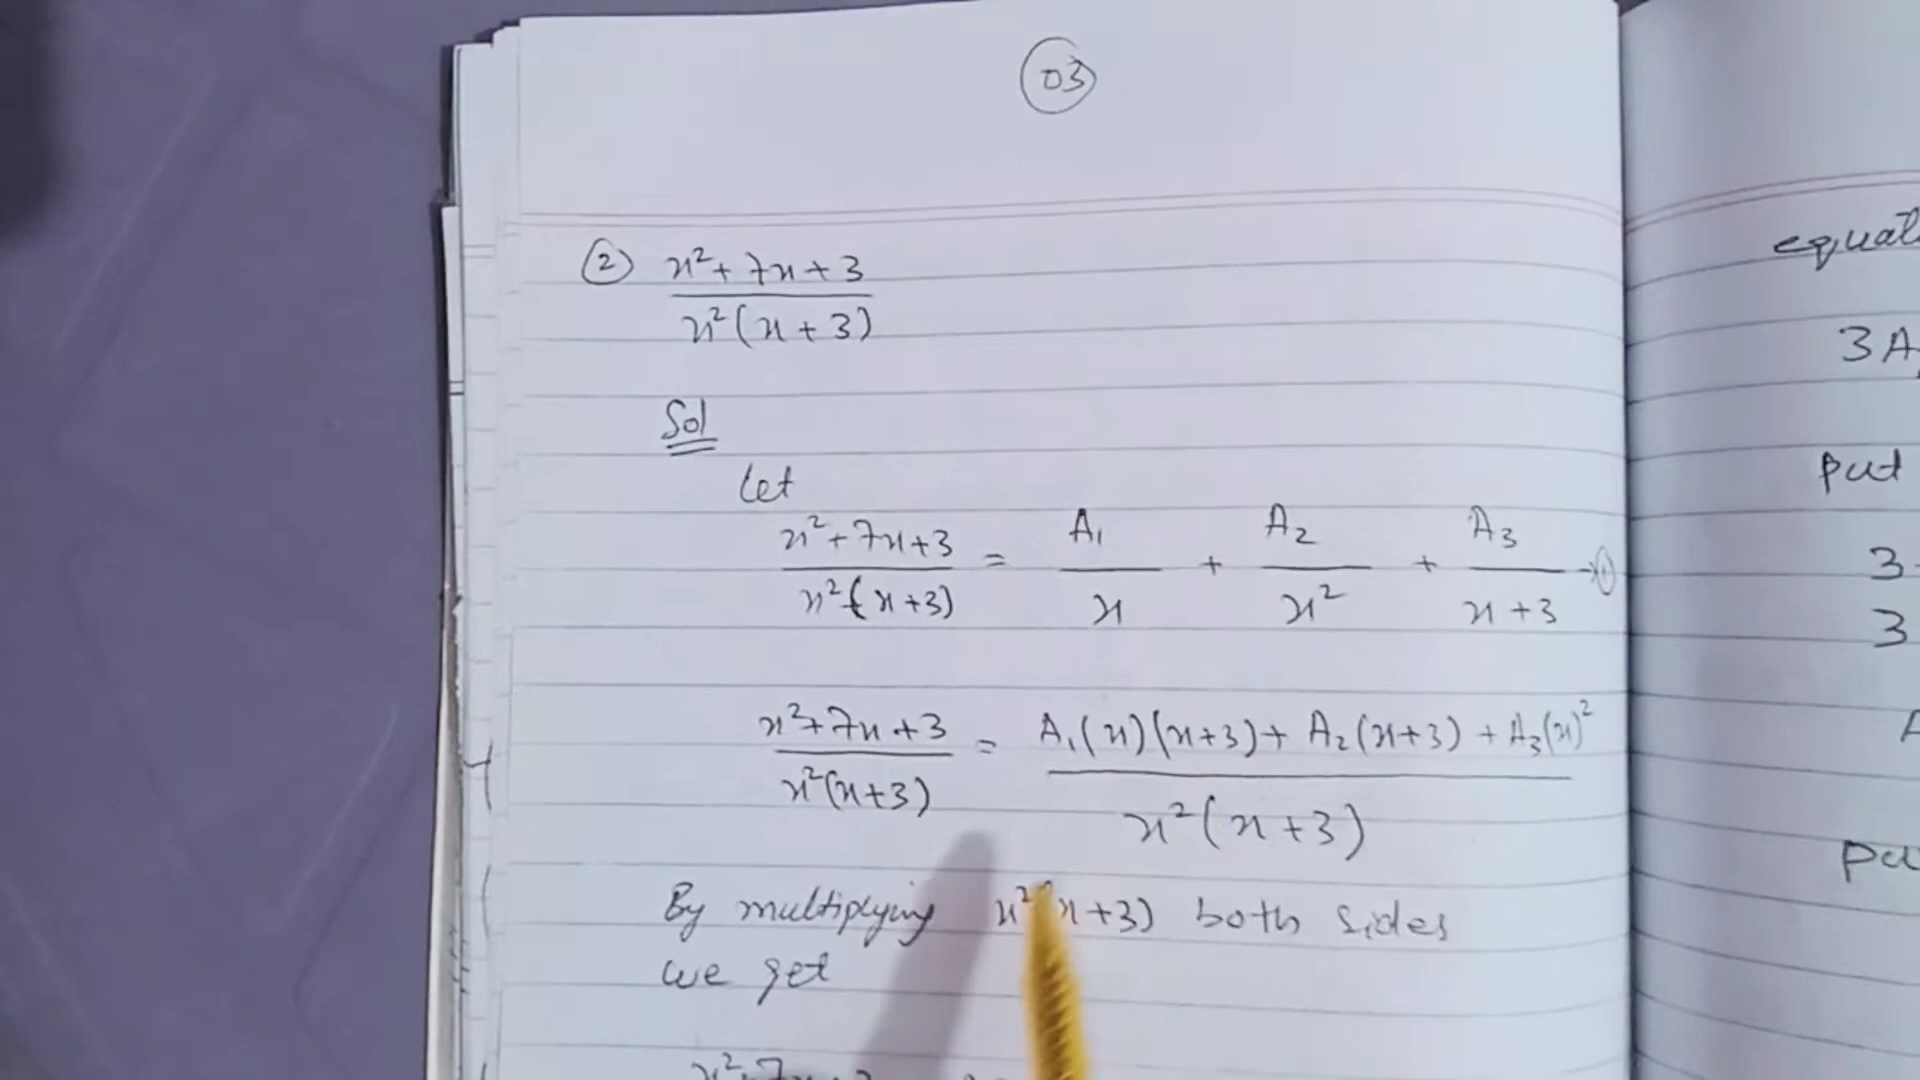 03
② x²+7x+3
x²(x+3)
Sol
Let
x²+7x+3 = A₁ + A₂ + A₃ → ①
x²(x+3) x x² x+3
x²+7x+3 = A₁(x)(x+3)+ A₂(x+3) + A₃(x)²
x²(x+3) x²(x+3)
By multiplying x²(x+3) both sides
we get
3A
put
3
3